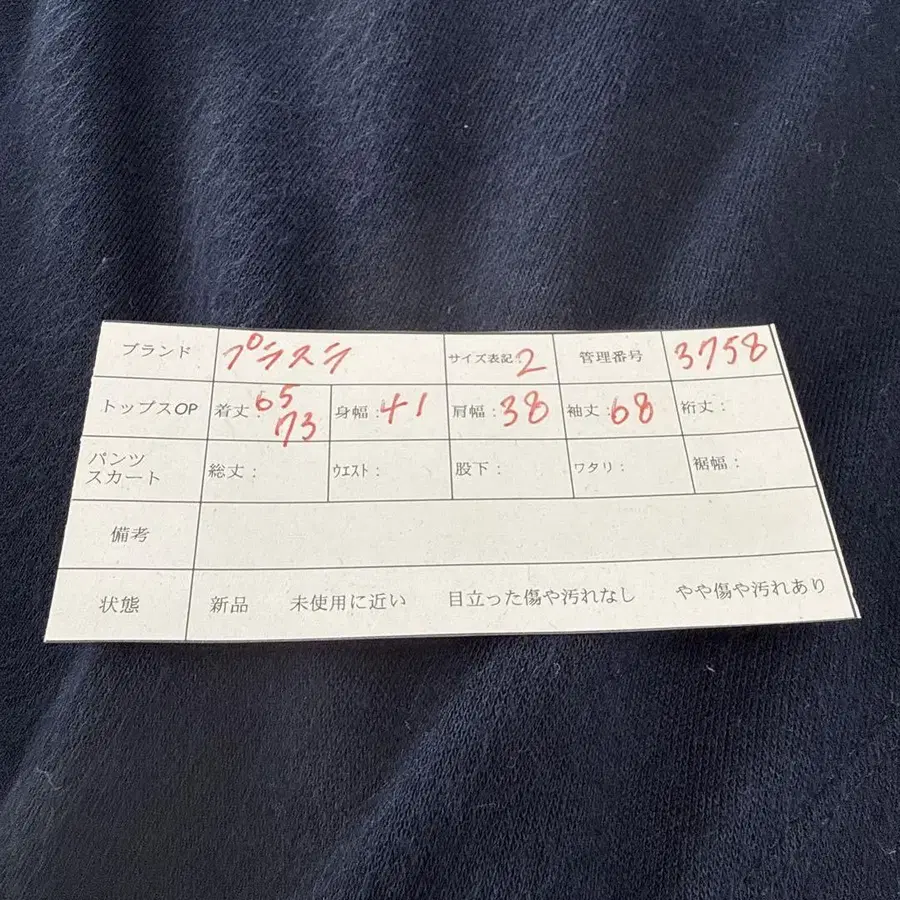 ブランド プラスラ サイズ表記: 2 管理番号 3758
トップスOP 着丈: 65 73 身幅: 41 肩幅: 38 袖丈: 68 裄丈:
パンツ スカート 総丈: ウエスト: 股下: ワタリ: 裾幅:
備考
状態 新品 未使用に近い 目立った傷や汚れなし やや傷や汚れあり